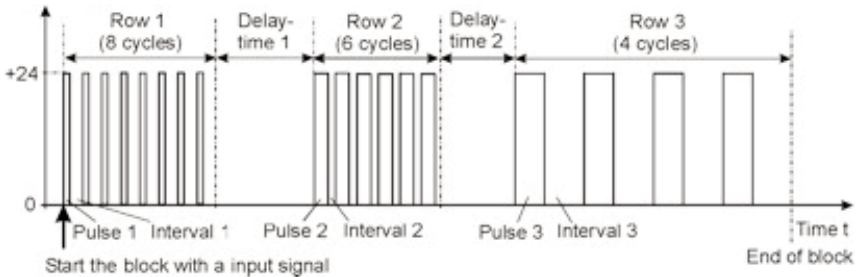 Row 1
(8 cycles)
Delay-
time 1
Row 2
(6 cycles)
Delay-
time 2
Row 3
(4 cycles)
+24
0
Pulse 1
Interval 1
Pulse 2
Interval 2
Pulse 3
Interval 3
Time t
Start the block with a input signal
End of block